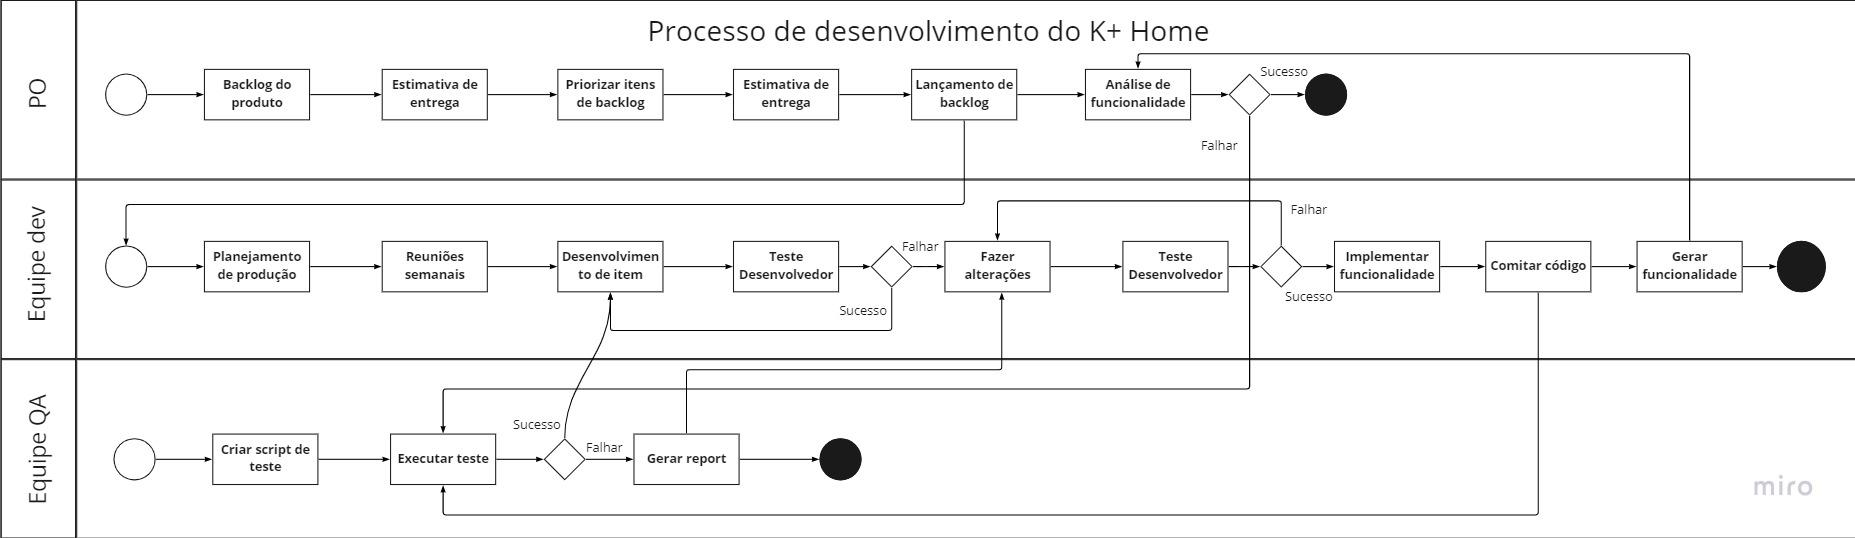 Processo de desenvolvimento do K+ Home
PO
Backlog do
produto
Estimativa de
entrega
Priorizar itens
de backlog
Estimativa de
entrega
Lançamento de
backlog
Análise de
funcionalidade
Sucesso
Falhar
Equipe dev
Planejamento
de produção
Reuniões
semanais
Desenvolvimen
to de item
Teste
Desenvolvedor
Falhar
Sucesso
Fazer
alterações
Teste
Desenvolvedor
Falhar
Sucesso
Implementar
funcionalidade
Comitar código
Gerar
funcionalidade
Equipe QA
Criar script de
teste
Executar teste
Sucesso
Falhar
Gerar report
miro